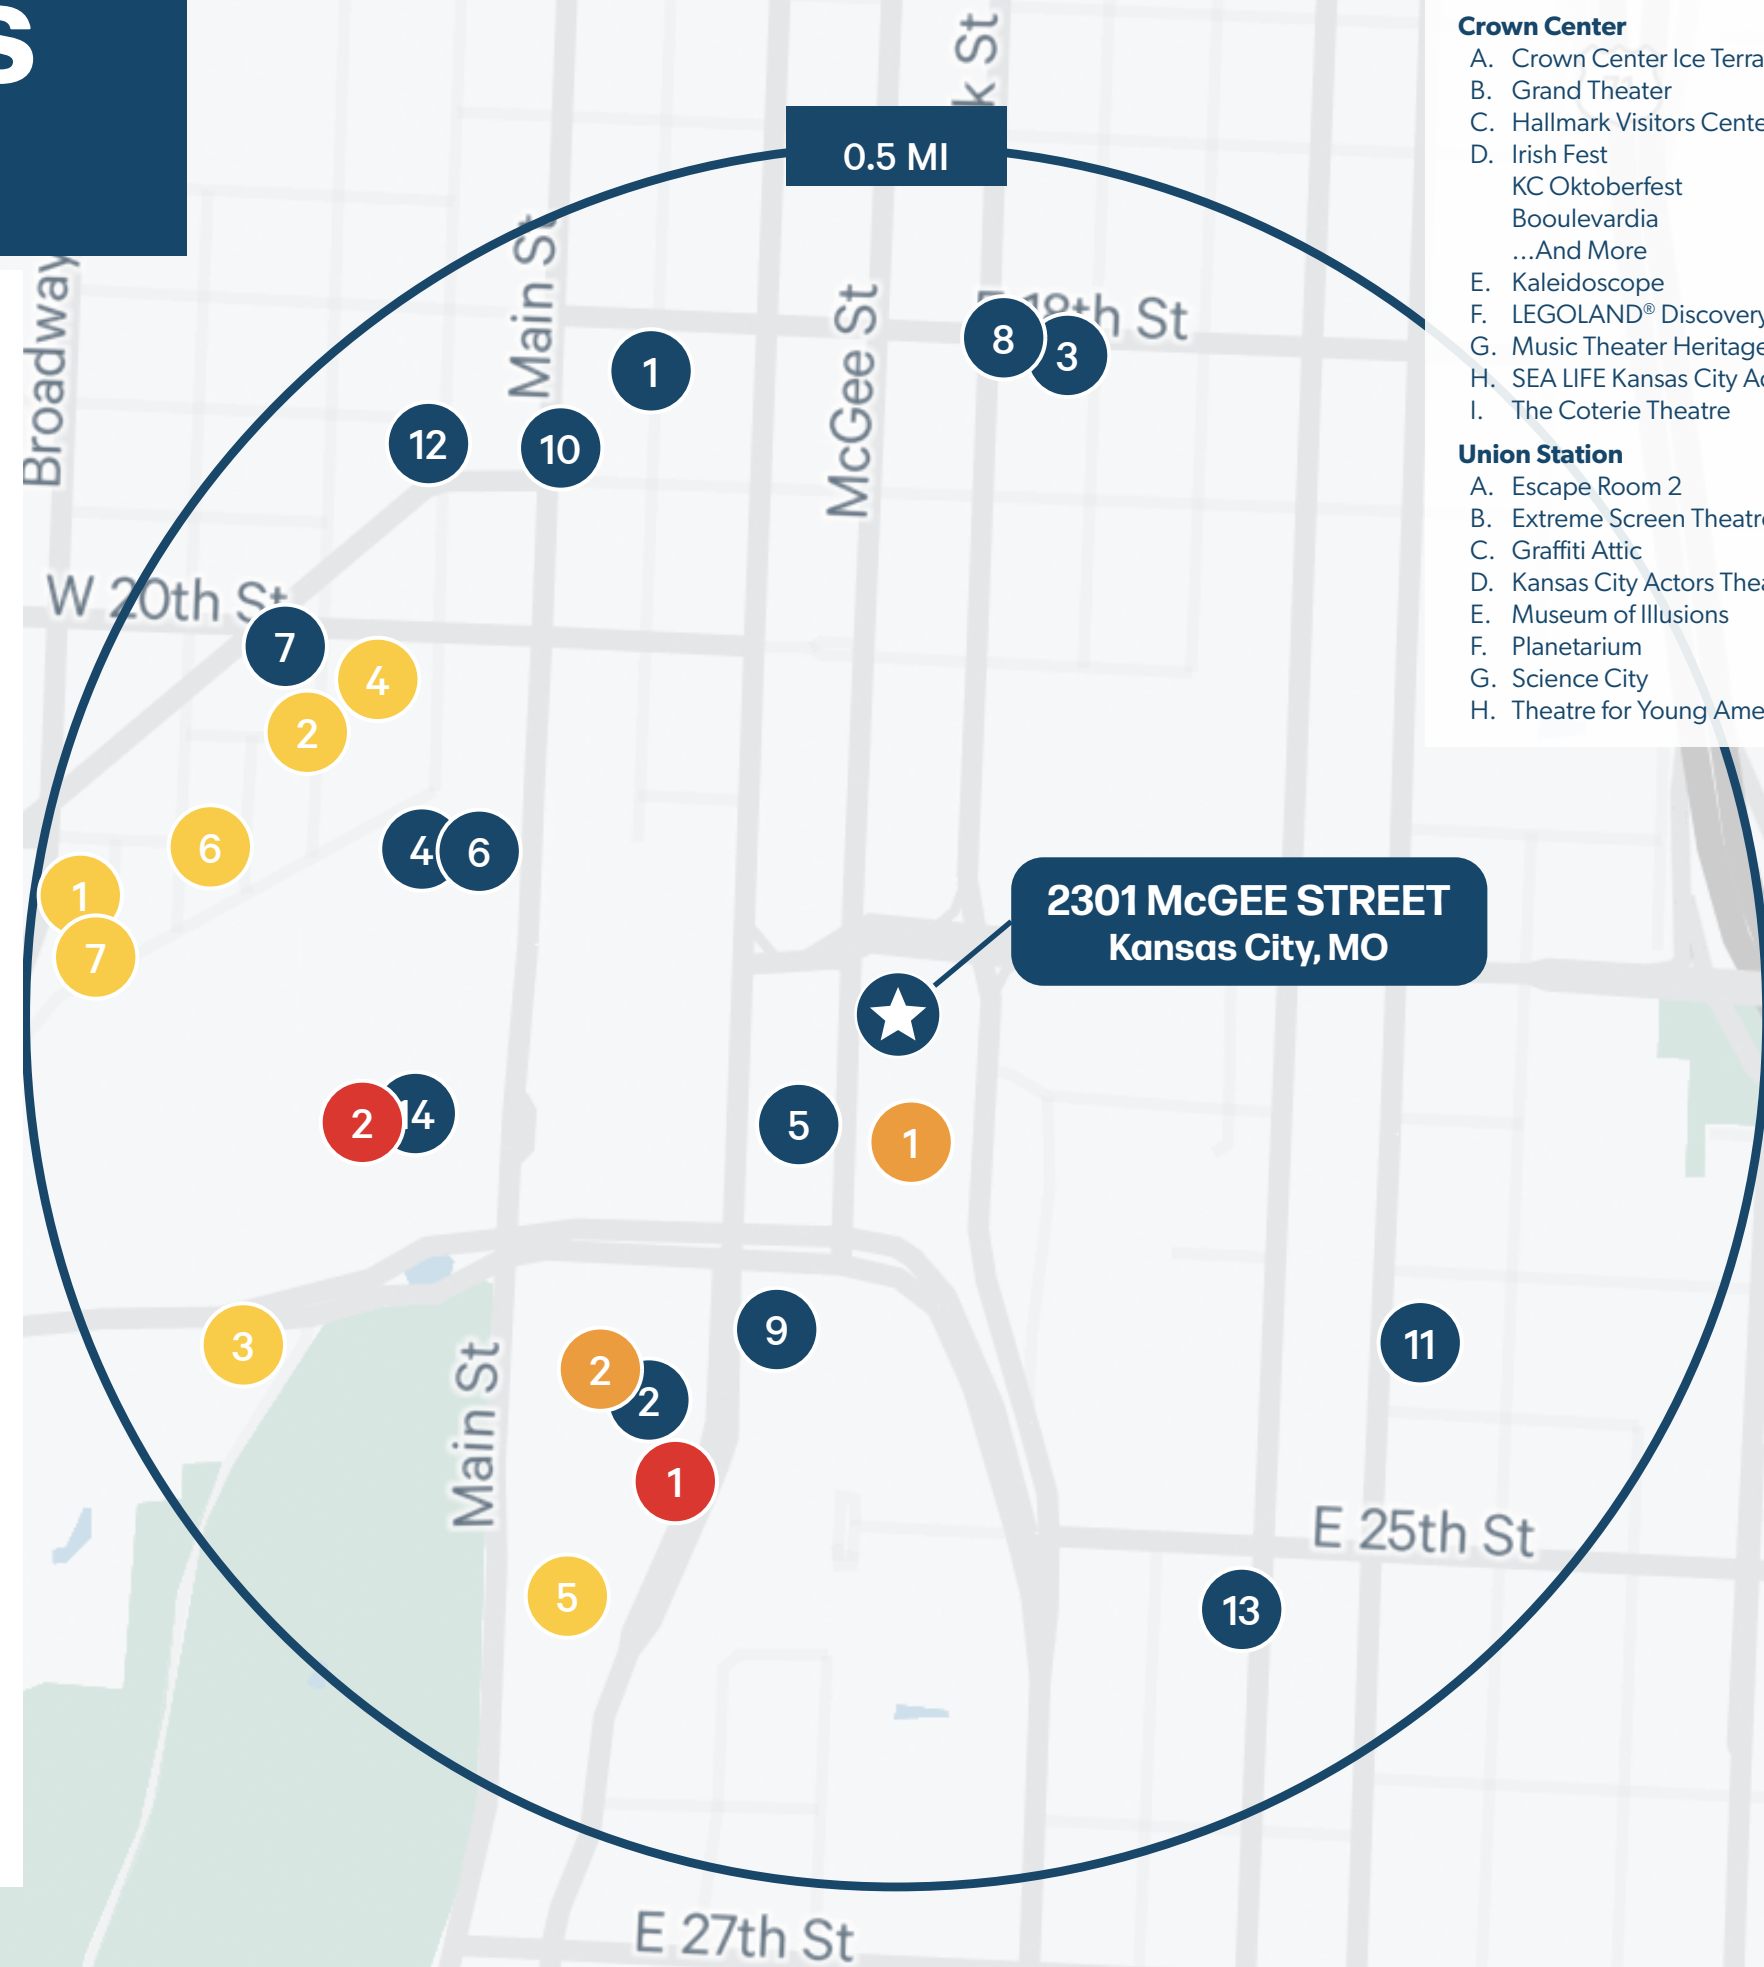 s
k St
0.5 MI
Main St
Broadway
McGee St
18th St
8
3
1
12
10
W 20th St
7
4
2
6
4
6
1
7
2301 McGEE STREET
Kansas City, MO
2
14
5
1
3
9
11
2
2
1
Main St
E 25th St
5
13
E 27th St
Crown Center
A. Crown Center Ice Terra
B. Grand Theater
C. Hallmark Visitors Cente
D. Irish Fest
KC Oktoberfest
Booulevardia
...And More
E. Kaleidoscope
F. LEGOLAND® Discovery
G. Music Theater Heritage
H. SEA LIFE Kansas City A
I. The Coterie Theatre
Union Station
A. Escape Room 2
B. Extreme Screen Theatr
C. Graffiti Attic
D. Kansas City Actors Thea
E. Museum of Illusions
F. Planetarium
G. Science City
H. Theatre for Young Ame